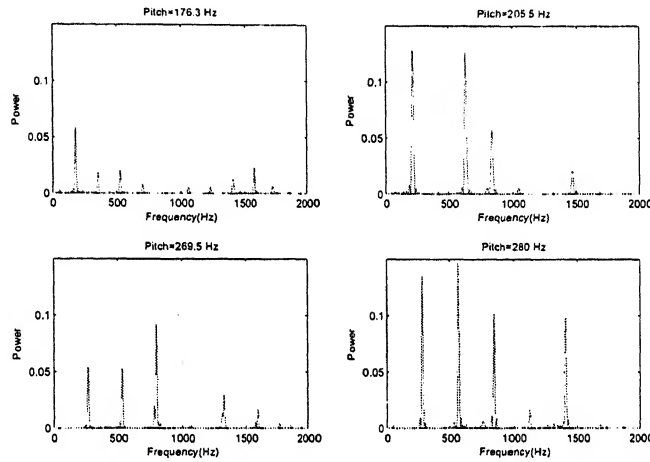 Pitch=176.3 Hz
Power
0.1
0.05
0
0 500 1000 1500 2000
Frequency(Hz)
Pitch=205.5 Hz
Power
0.1
0.05
0
0 500 1000 1500 2000
Frequency(Hz)
Pitch=269.5 Hz
Power
0.1
0.05
0
0 500 1000 1500 2000
Frequency(Hz)
Pitch=280 Hz
Power
0.1
0.05
0
0 500 1000 1500 2000
Frequency(Hz)